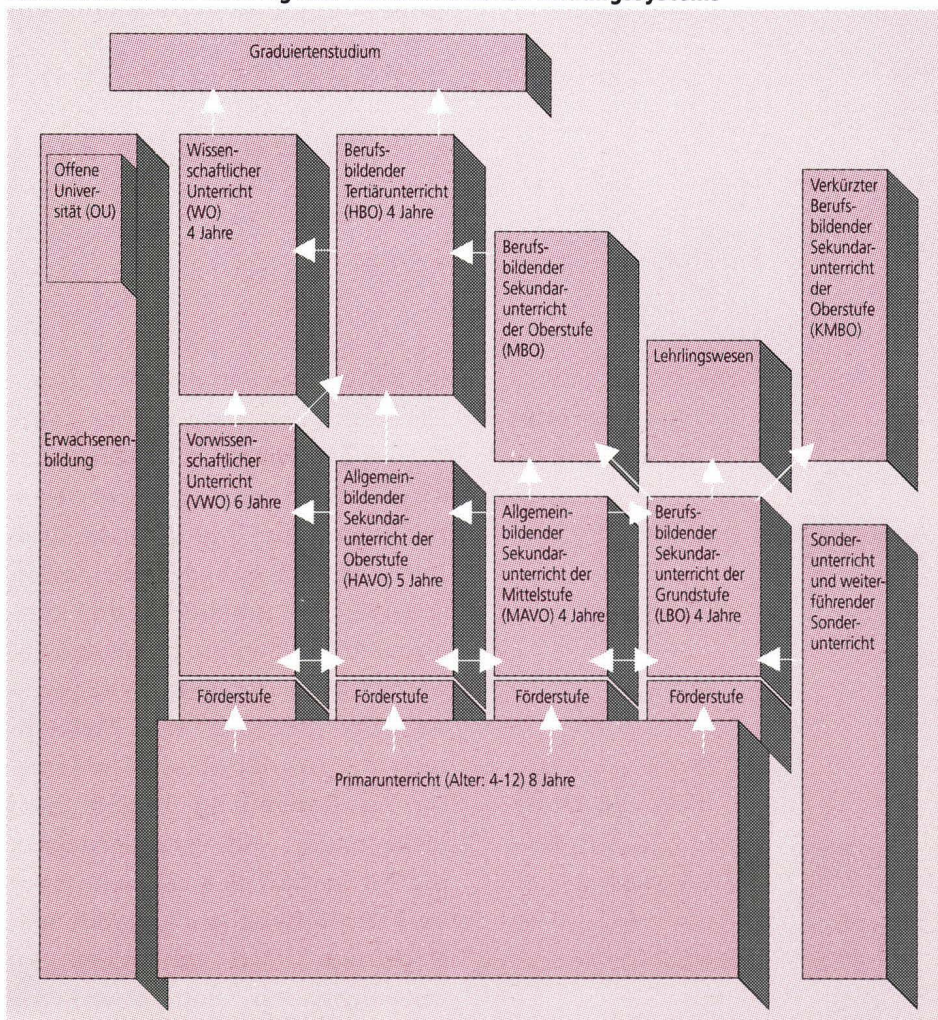 Graduiertenstudium
Offene
Univer-
sität (OU)
Wissen-
schaftlicher
Unterricht
(WO)
4 Jahre
Berufs-
bildender
Tertiärunterricht
(HBO) 4 Jahre
Berufs-
bildender
Sekundar-
unterricht
der Oberstufe
(MBO)
Lehrlingswesen
Verkürzter
Berufs-
bildender
Sekundar-
unterricht
der
Oberstufe
(KMBO)
Erwachsenen-
bildung
Vorwissen-
schaftlicher
Unterricht
(VWO) 6 Jahre
Allgemein-
bildender
Sekundar-
unterricht der
Oberstufe
(HAVO) 5 Jahre
Allgemein-
bildender
Sekundar-
unterricht der
Mittelstufe
(MAVO) 4 Jahre
Berufs-
bildender
Sekundar-
unterricht der
Grundstufe
(LBO) 4 Jahre
Sonder-
unterricht
und weiter-
führender
Sonder-
unterricht
Förderstufe
Förderstufe
Förderstufe
Förderstufe
Primarunterricht (Alter: 4-12) 8 Jahre